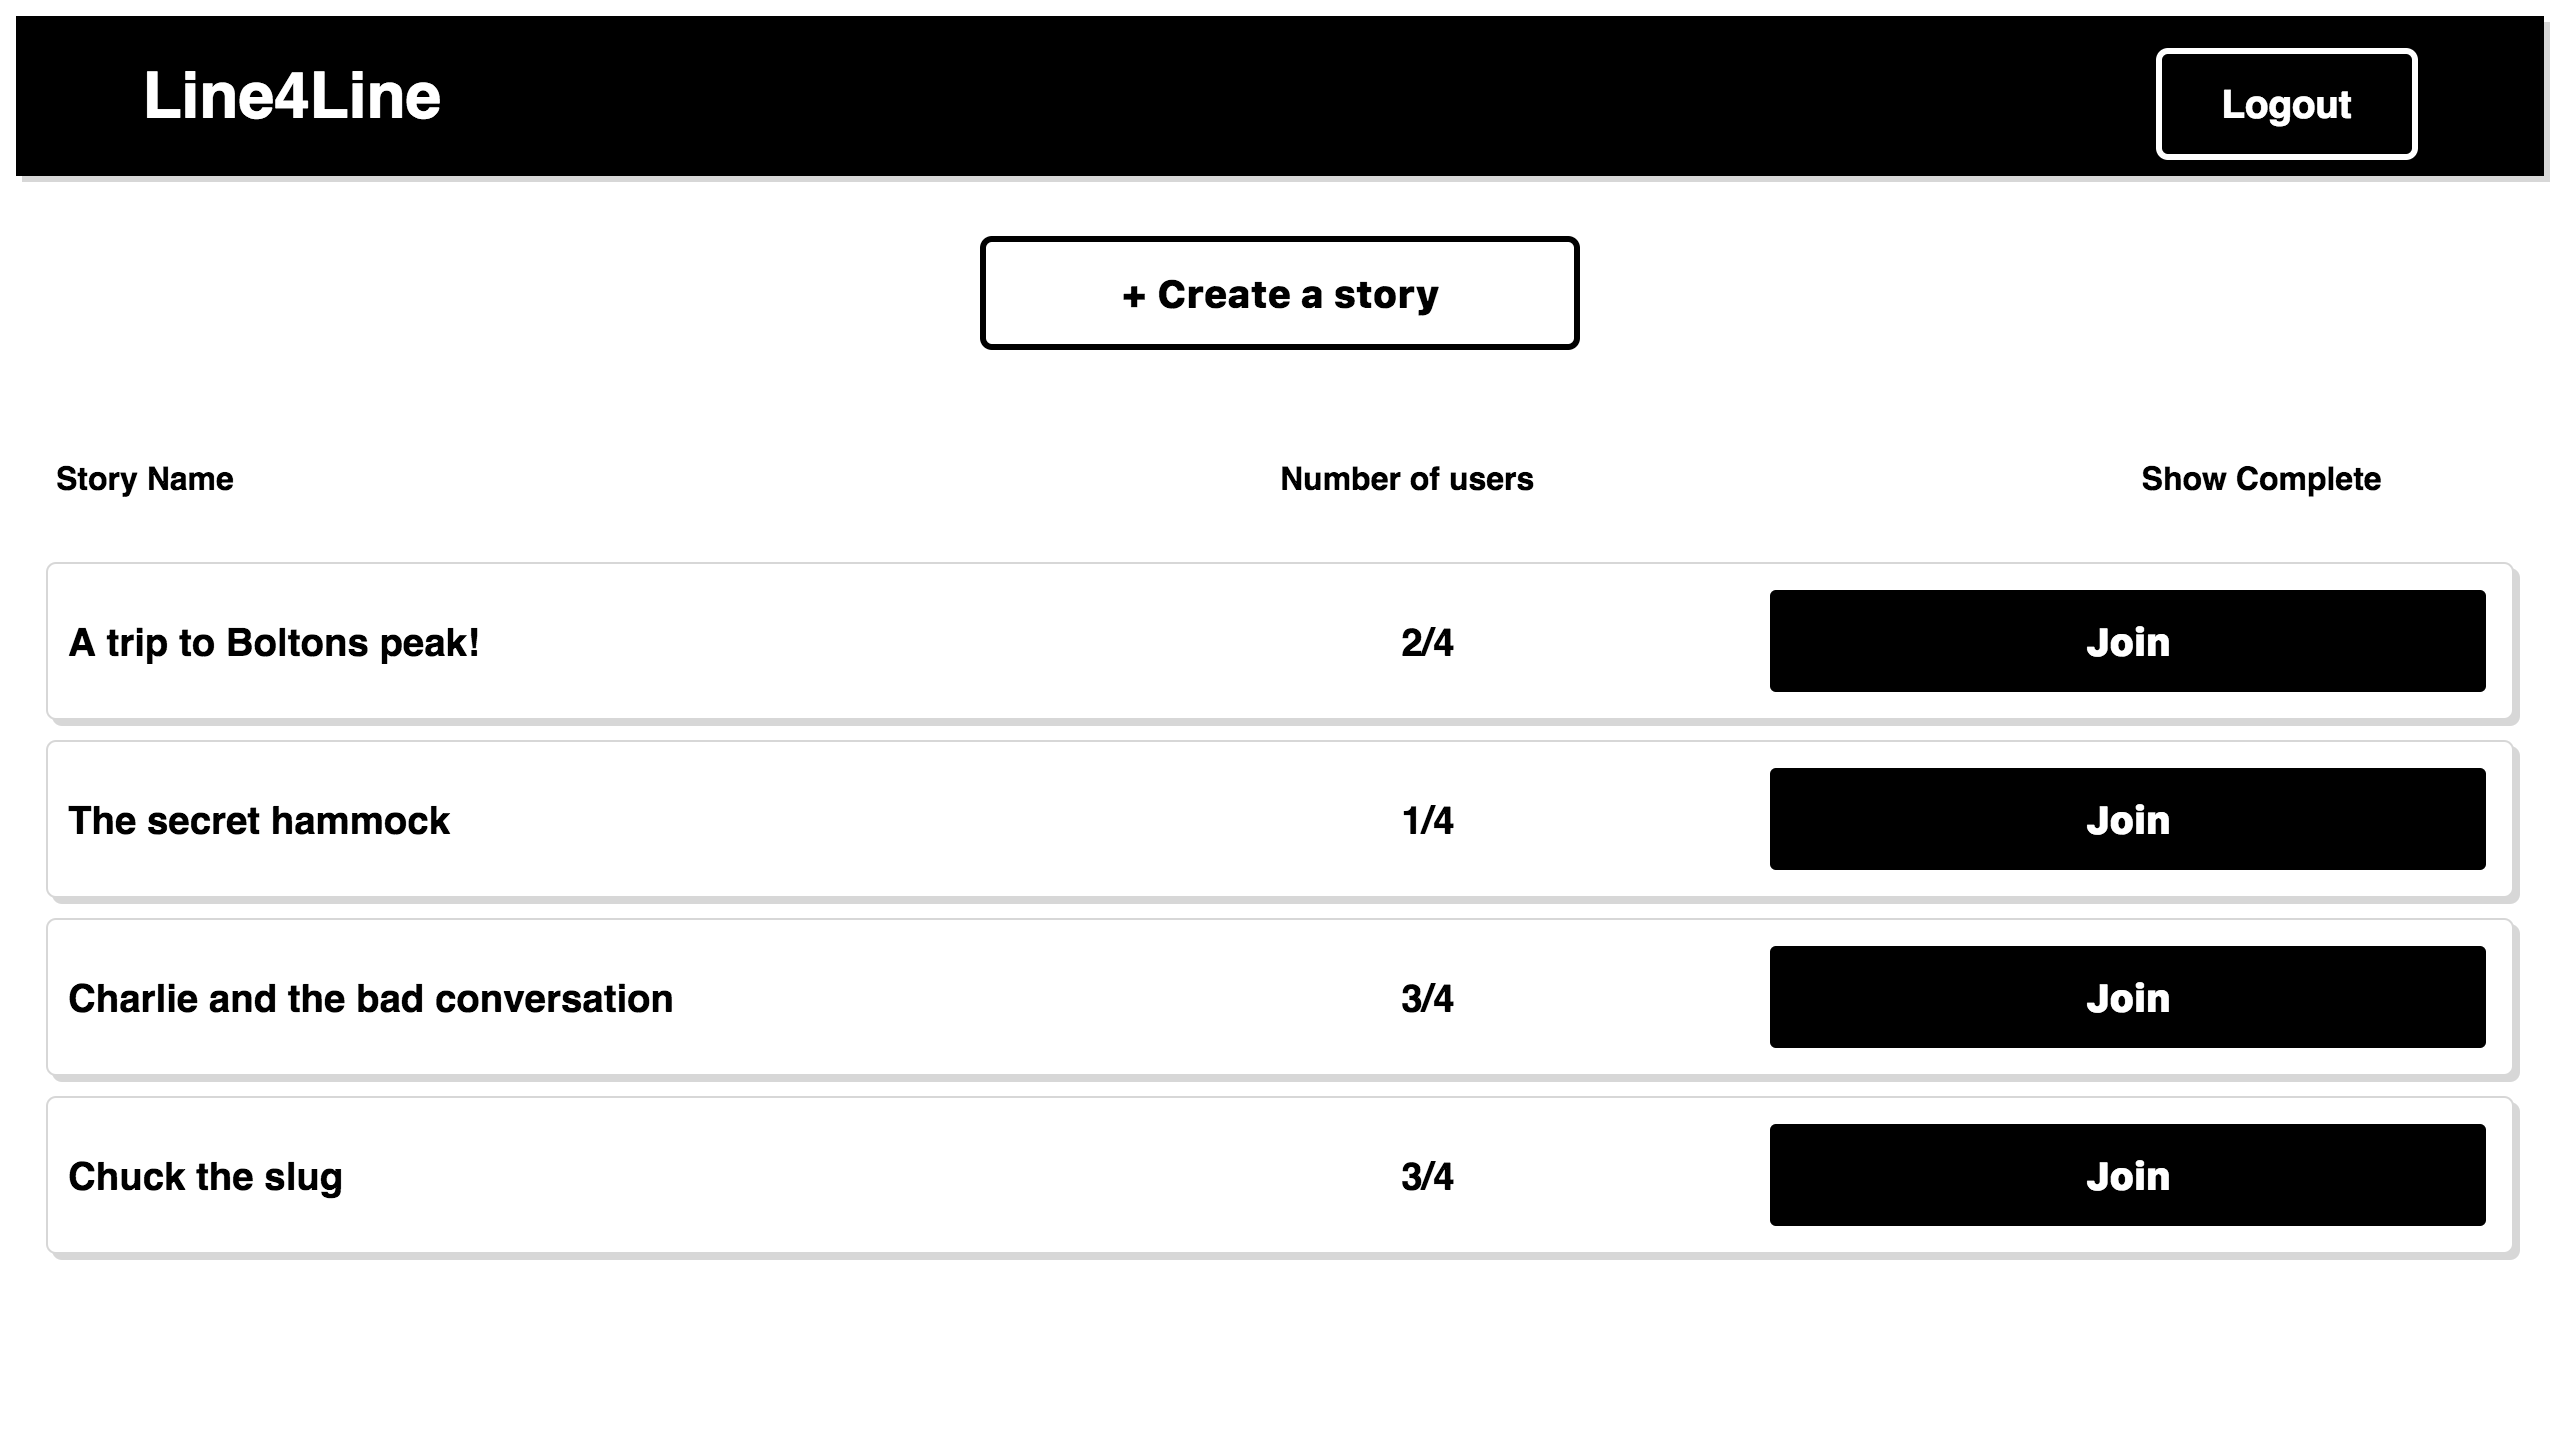 Line4Line
Logout
+ Create a story
Story Name Number of users Show Complete
A trip to Boltons peak! 2/4 Join
The secret hammock 1/4 Join
Charlie and the bad conversation 3/4 Join
Chuck the slug 3/4 Join